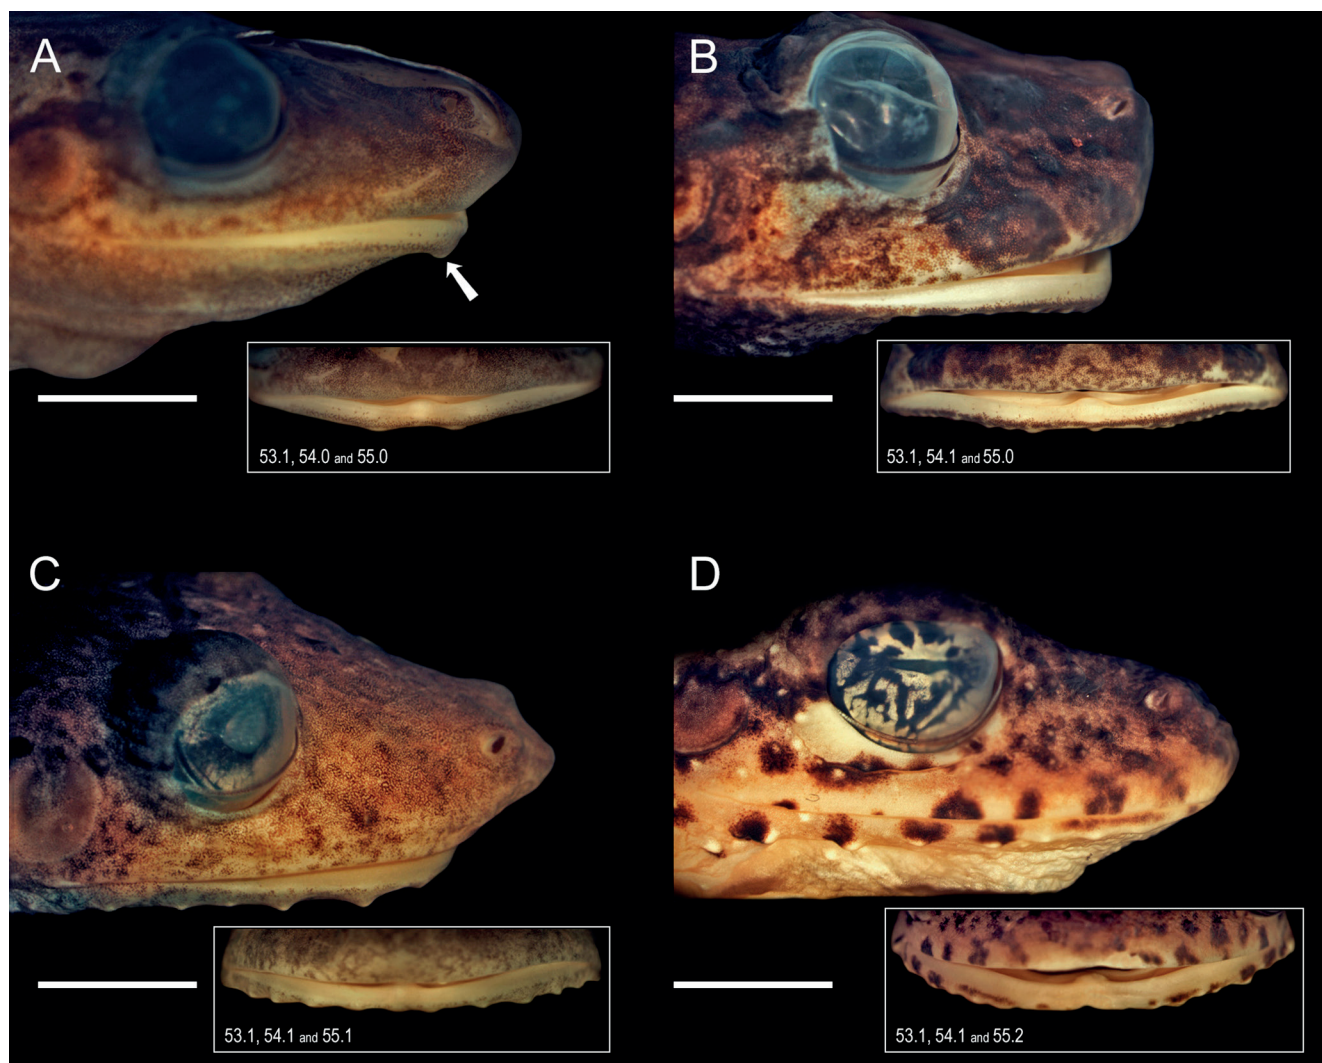 A
B
53.1, 54.0 and 55.0
53.1, 54.1 and 55.0
C
D
53.1, 54.1 and 55.1
53.1, 54.1 and 55.2